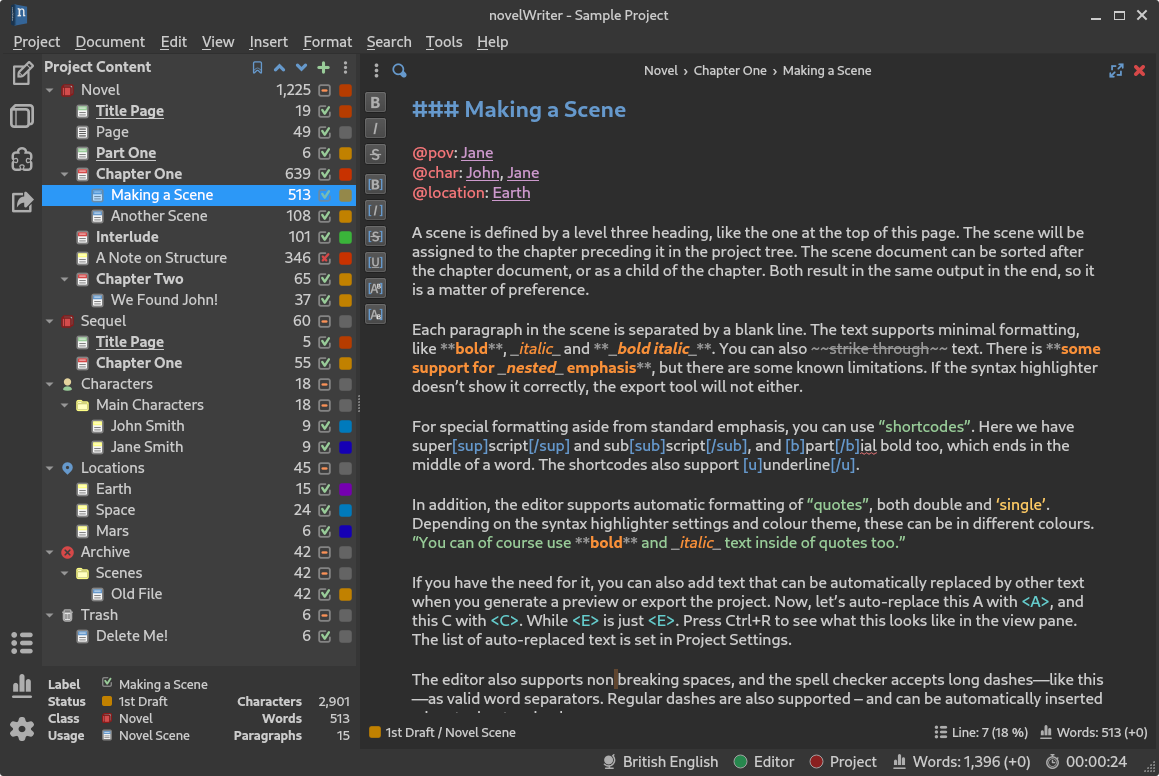 novelWriter - Sample Project
Project Document Edit View Insert Format Search Tools Help
Project Content
Novel 1,225
Title Page 19
Page 49
Part One 6
Chapter One 639
Making a Scene 513
Another Scene 108
Interlude 101
A Note on Structure 346
Chapter Two 65
We Found John! 37
Sequel 60
Title Page 5
Chapter One 55
Characters 18
Main Characters 18
John Smith 9
Jane Smith 9
Locations 45
Earth 15
Space 24
Mars 6
Archive 42
Scenes 42
Old File 42
Trash 6
Delete Me! 6
Label Making a Scene
Status 1st Draft Characters 2,901
Class Novel Words 513
Usage Novel Scene Paragraphs 15
Novel › Chapter One › Making a Scene
B
I
S
[B]
[I]
[S]
[U]
### Making a Scene
@pov: Jane
@char: John, Jane
@location: Earth
A scene is defined by a level three heading, like the one at the top of this page. The scene will be
assigned to the chapter preceding it in the project tree. The scene document can be sorted after
the chapter document, or as a child of the chapter. Both result in the same output in the end, so it
is a matter of preference.
Each paragraph in the scene is separated by a blank line. The text supports minimal formatting,
like **bold**, _italic_ and **_bold italic_**. You can also ~~strike through~~ text. There is **some
support for _nested_ emphasis**, but there are some known limitations. If the syntax highlighter
doesn’t show it correctly, the export tool will not either.
For special formatting aside from standard emphasis, you can use “shortcodes”. Here we have
super[sup]script[/sup] and sub[sub]script[/sub], and [b]part[/b]ial bold too, which ends in the
middle of a word. The shortcodes also support [u]underline[/u].
In addition, the editor supports automatic formatting of “quotes”, both double and ‘single’.
Depending on the syntax highlighter settings and colour theme, these can be in different colours.
“You can of course use **bold** and _italic_ text inside of quotes too.”
If you have the need for it, you can also add text that can be automatically replaced by other text
when you generate a preview or export the project. Now, let’s auto-replace this A with <A>, and
this C with <C>. While <E> is just <E>. Press Ctrl+R to see what this looks like in the view pane.
The list of auto-replaced text is set in Project Settings.
The editor also supports non breaking spaces, and the spell checker accepts long dashes—like this
—as valid word separators. Regular dashes are also supported – and can be automatically inserted
1st Draft / Novel Scene Line: 7 (18 %) Words: 513 (+0)
British English Editor Project Words: 1,396 (+0) 00:00:24